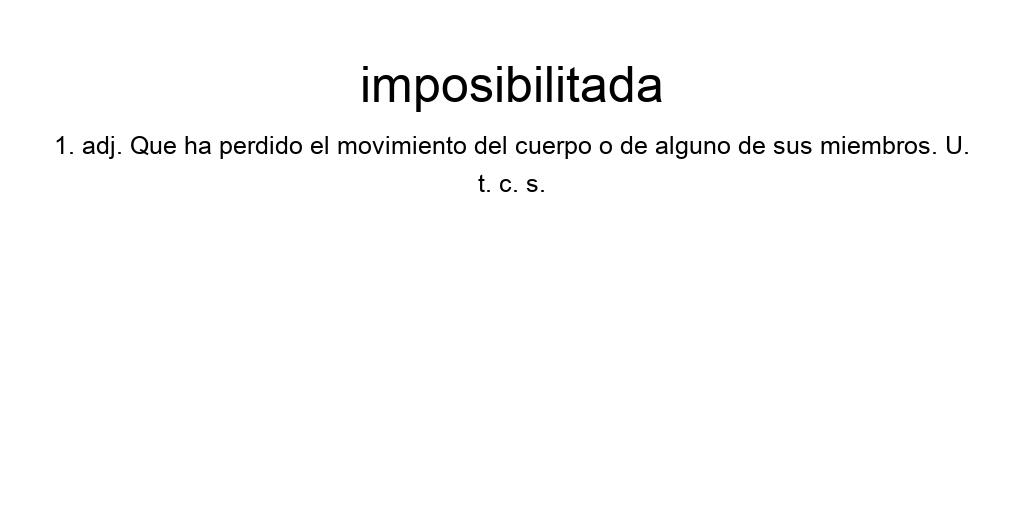 imposibilitada
1. adj. Que ha perdido el movimiento del cuerpo o de alguno de sus miembros. U.
t. c. s.